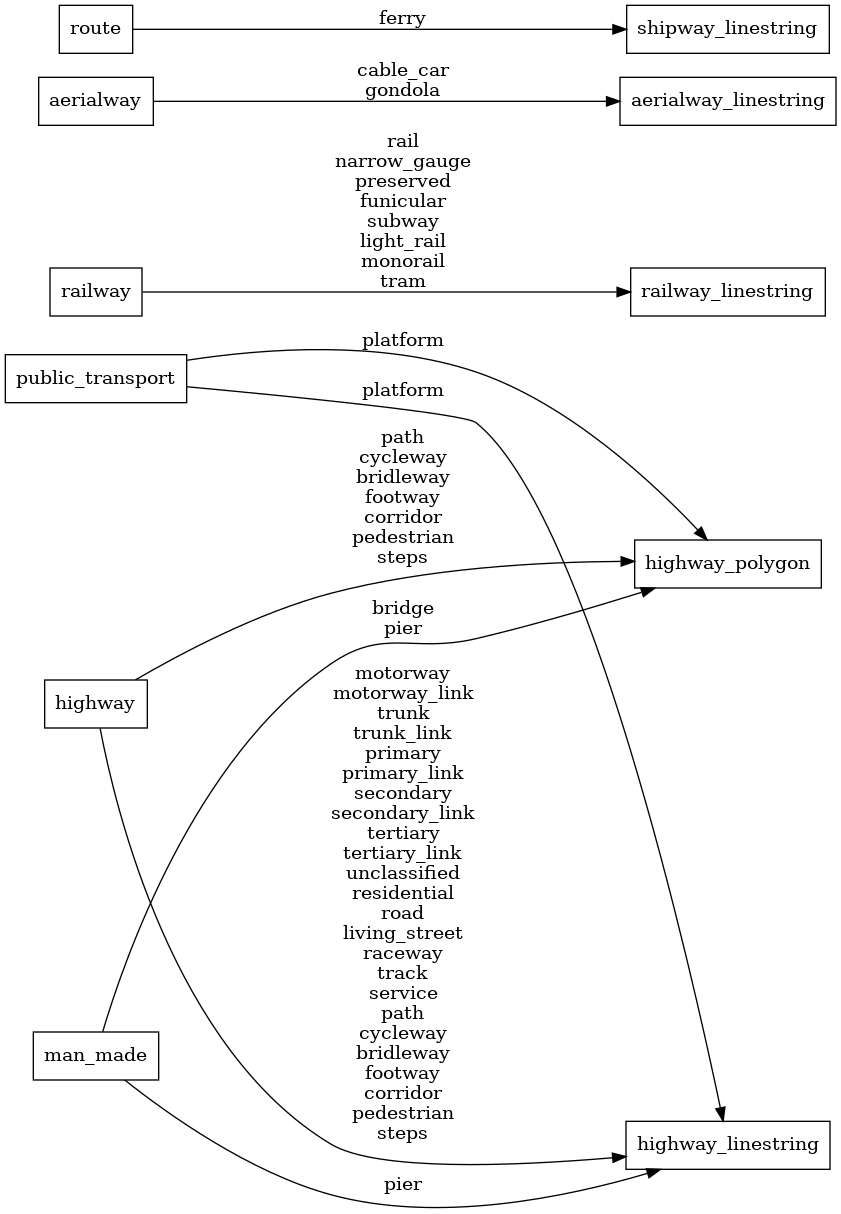 route
ferry
shipway_linestring
aerialway
cable_car
gondola
aerialway_linestring
rail
narrow_gauge
preserved
funicular
subway
light_rail
monorail
tram
railway
railway_linestring
public_transport
platform
platform
path
cycleway
bridleway
footway
corridor
pedestrian
steps
highway_polygon
bridge
pier
highway
motorway
motorway_link
trunk
trunk_link
primary
primary_link
secondary
secondary_link
tertiary
tertiary_link
unclassified
residential
road
living_street
raceway
track
service
path
cycleway
bridleway
footway
corridor
pedestrian
steps
man_made
highway_linestring
pier